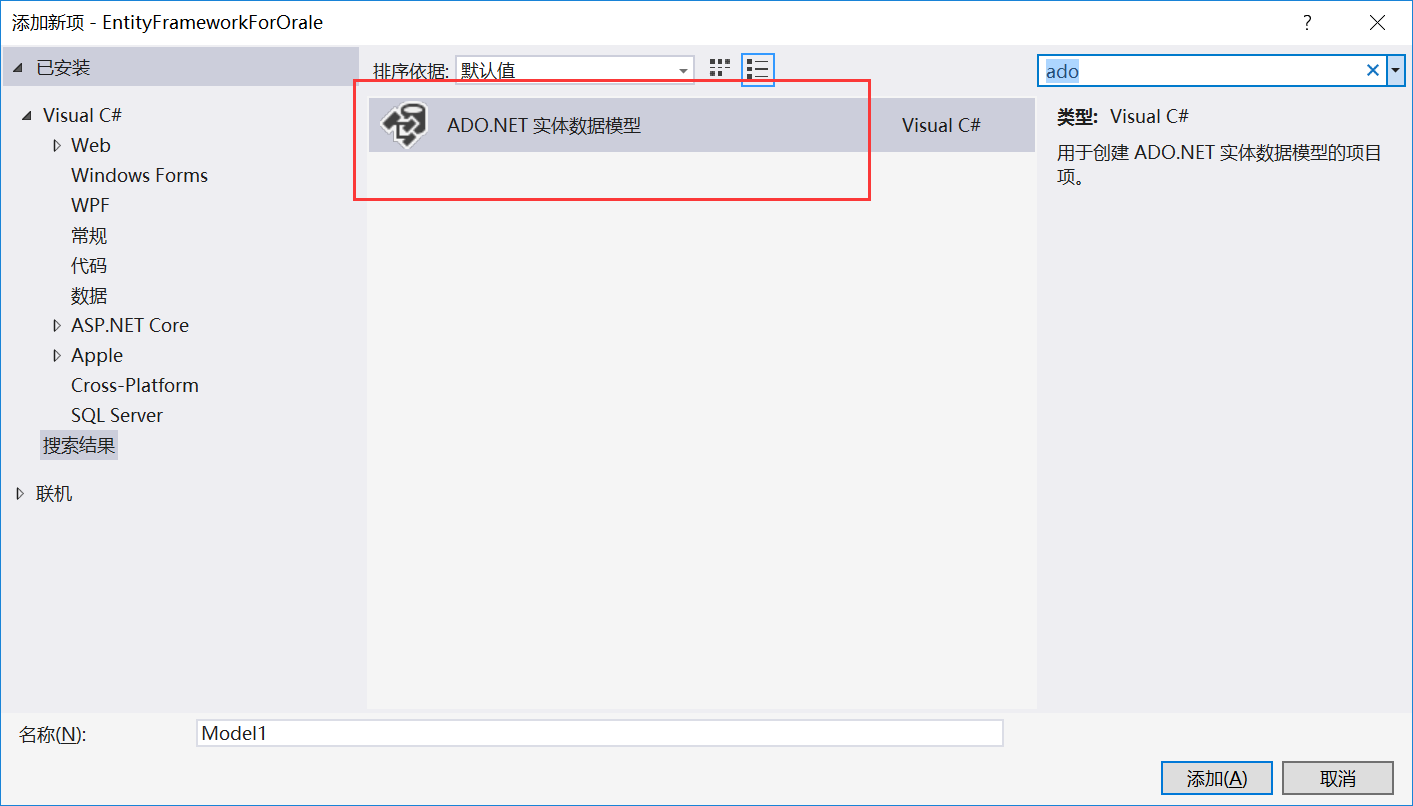 添加新项 - EntityFrameworkForOrale
?
已安装
Visual C#
Web
Windows Forms
WPF
常规
代码
数据
ASP.NET Core
Apple
Cross-Platform
SQL Server
搜索结果
联机
排序依据: 默认值
ADO.NET 实体数据模型 Visual C#
ado
类型: Visual C#
用于创建 ADO.NET 实体数据模型的项目
项。
名称(N): Model1
添加(A) 取消